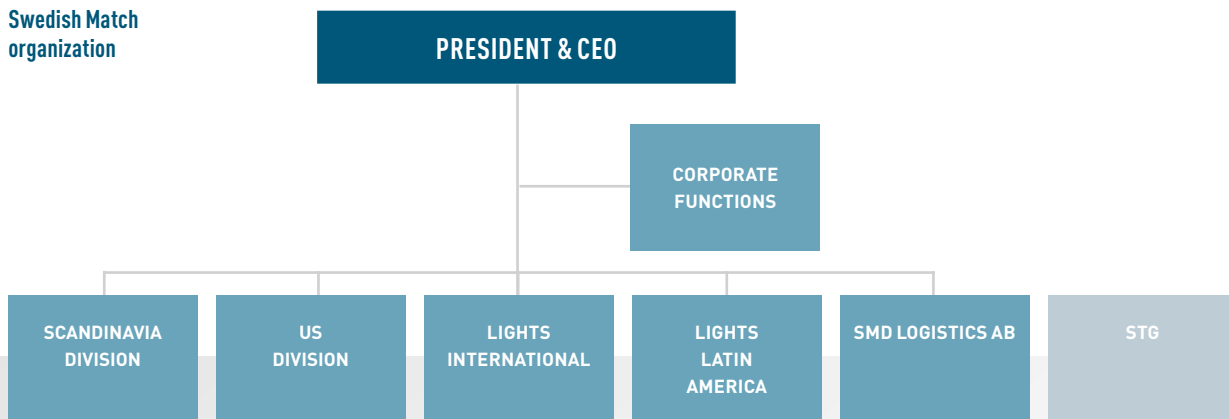 Swedish Match
organization
PRESIDENT & CEO
CORPORATE
FUNCTIONS
SCANDINAVIA
DIVISION
US
DIVISION
LIGHTS
INTERNATIONAL
LIGHTS
LATIN
AMERICA
SMD LOGISTICS AB
STG